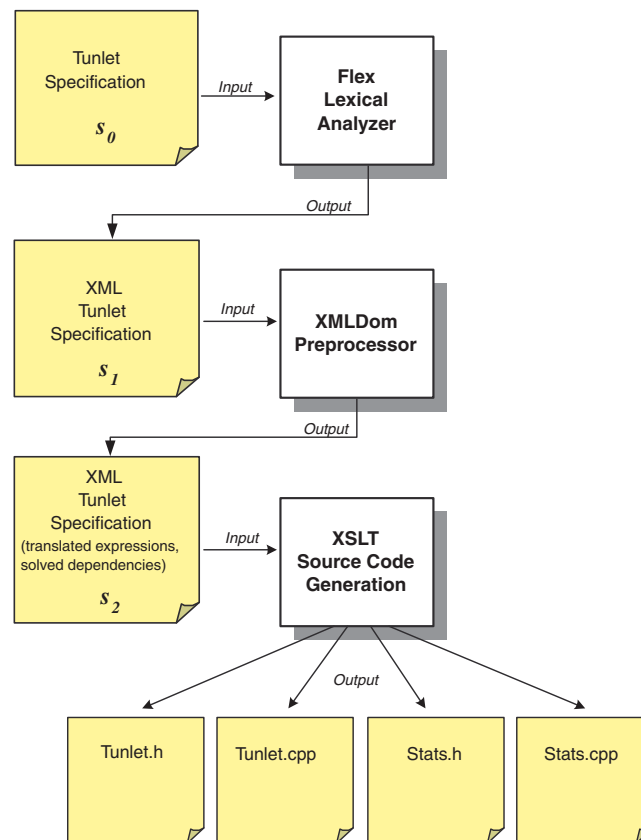 Tunlet
Specification
s0
Input
Flex
Lexical
Analyzer
Output
XML
Tunlet
Specification
s1
Input
XMLDom
Preprocessor
Output
XML
Tunlet
Specification
(translated expressions,
solved dependencies)
s2
Input
XSLT
Source Code
Generation
Output
Tunlet.h
Tunlet.cpp
Stats.h
Stats.cpp